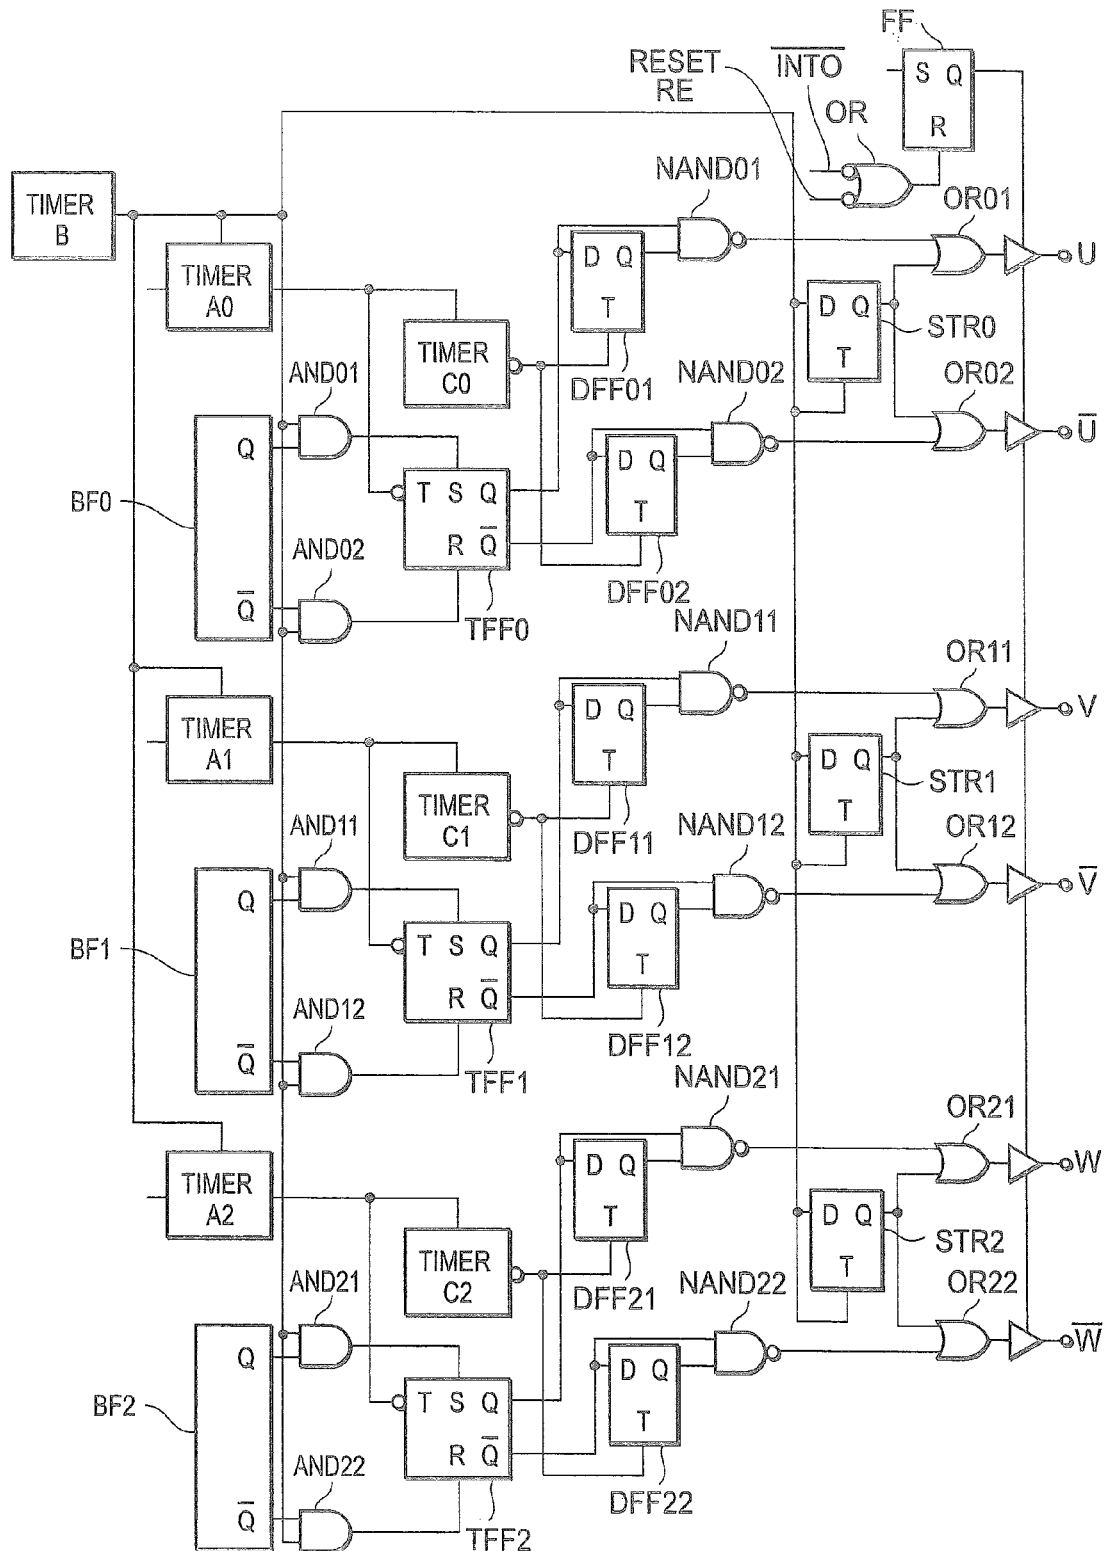 FF
INTO
RESET
RE
OR
S Q
R
NAND01
OR01
TIMER
B
D Q
T
U
TIMER
A0
D Q
T
STR0
TIMER
C0
AND01
DFF01
NAND02
OR02
Q
D Q
T
U̅
BF0
T S Q
R Q̅
AND02
DFF02
Q̅
TFF0
NAND11
OR11
D Q
T
V
TIMER
A1
D Q
T
STR1
TIMER
C1
AND11
DFF11
NAND12
OR12
Q
D Q
T
V̅
BF1
T S Q
R Q̅
AND12
DFF12
Q̅
TFF1
NAND21
OR21
D Q
T
W
TIMER
A2
D Q
T
STR2
TIMER
C2
AND21
DFF21
NAND22
OR22
Q
D Q
T
W̅
BF2
T S Q
R Q̅
AND22
DFF22
Q̅
TFF2